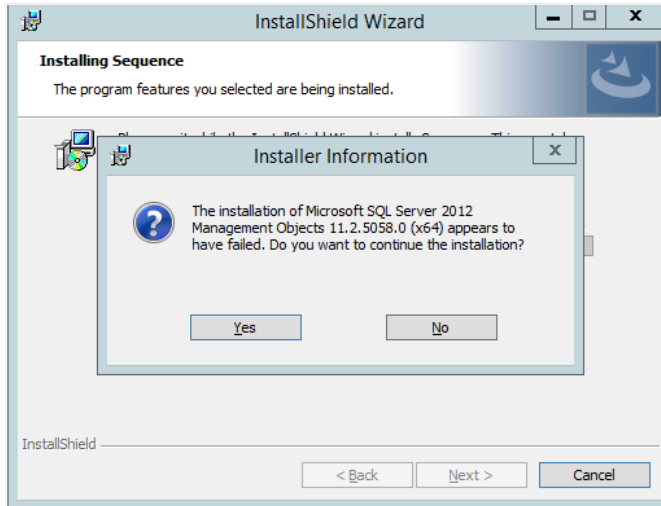 InstallShield Wizard
Installing Sequence
The program features you selected are being installed.
Installer Information
The installation of Microsoft SQL Server 2012
Management Objects 11.2.5058.0 (x64) appears to
have failed. Do you want to continue the installation?
Yes
No
InstallShield
< Back
Next >
Cancel